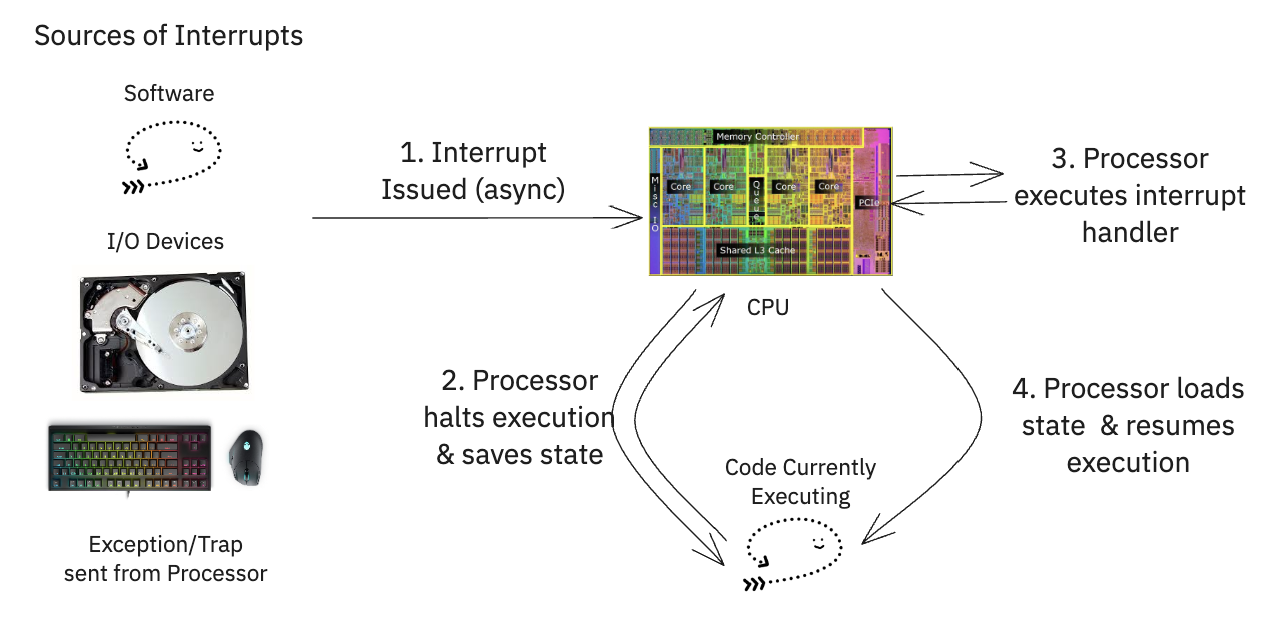 Sources of Interrupts
Software
I/O Devices
Exception/Trap
sent from Processor
1. Interrupt
Issued (async)
Memory Controller
Misc IO
Core
Core
Queue
Core
Core
PCIe
Shared L3 Cache
CPU
2. Processor
halts execution
& saves state
3. Processor
executes interrupt
handler
4. Processor loads
state & resumes
execution
Code Currently
Executing